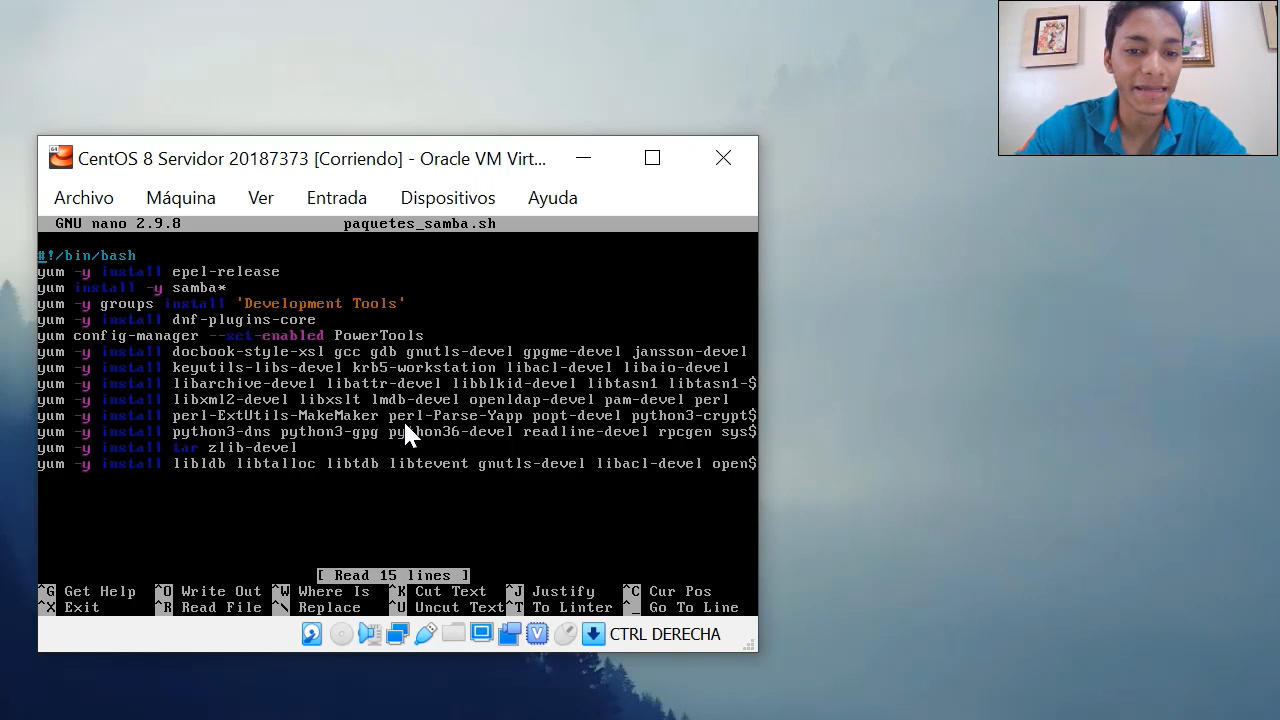 CentOS 8 Servidor 20187373 [Corriendo] - Oracle VM Virt...
Archivo Máquina Ver Entrada Dispositivos Ayuda
GNU nano 2.9.8 paquetes_samba.sh
#!/bin/bash
yum -y install epel-release
yum install -y samba*
yum -y groups install 'Development Tools'
yum -y install dnf-plugins-core
yum config-manager --set-enabled PowerTools
yum -y install docbook-style-xsl gcc gdb gnutls-devel gpgme-devel jansson-devel
yum -y install keyutils-libs-devel krb5-workstation libacl-devel libaio-devel
yum -y install libarchive-devel libattr-devel libblkid-devel libtasn1 libtasn1-$
yum -y install libxml2-devel libxslt lmdb-devel openldap-devel pam-devel perl
yum -y install perl-ExtUtils-MakeMaker perl-Parse-Yapp popt-devel python3-crypt$
yum -y install python3-dns python3-gpg python36-devel readline-devel rpcgen sys$
yum -y install tar zlib-devel
yum -y install libldb libtalloc libtdb libtevent gnutls-devel libacl-devel open$
[ Read 15 lines ]
^G Get Help ^O Write Out ^W Where Is ^K Cut Text ^J Justify ^C Cur Pos
^X Exit ^R Read File ^\ Replace ^U Uncut Text ^T To Linter ^_ Go To Line
CTRL DERECHA